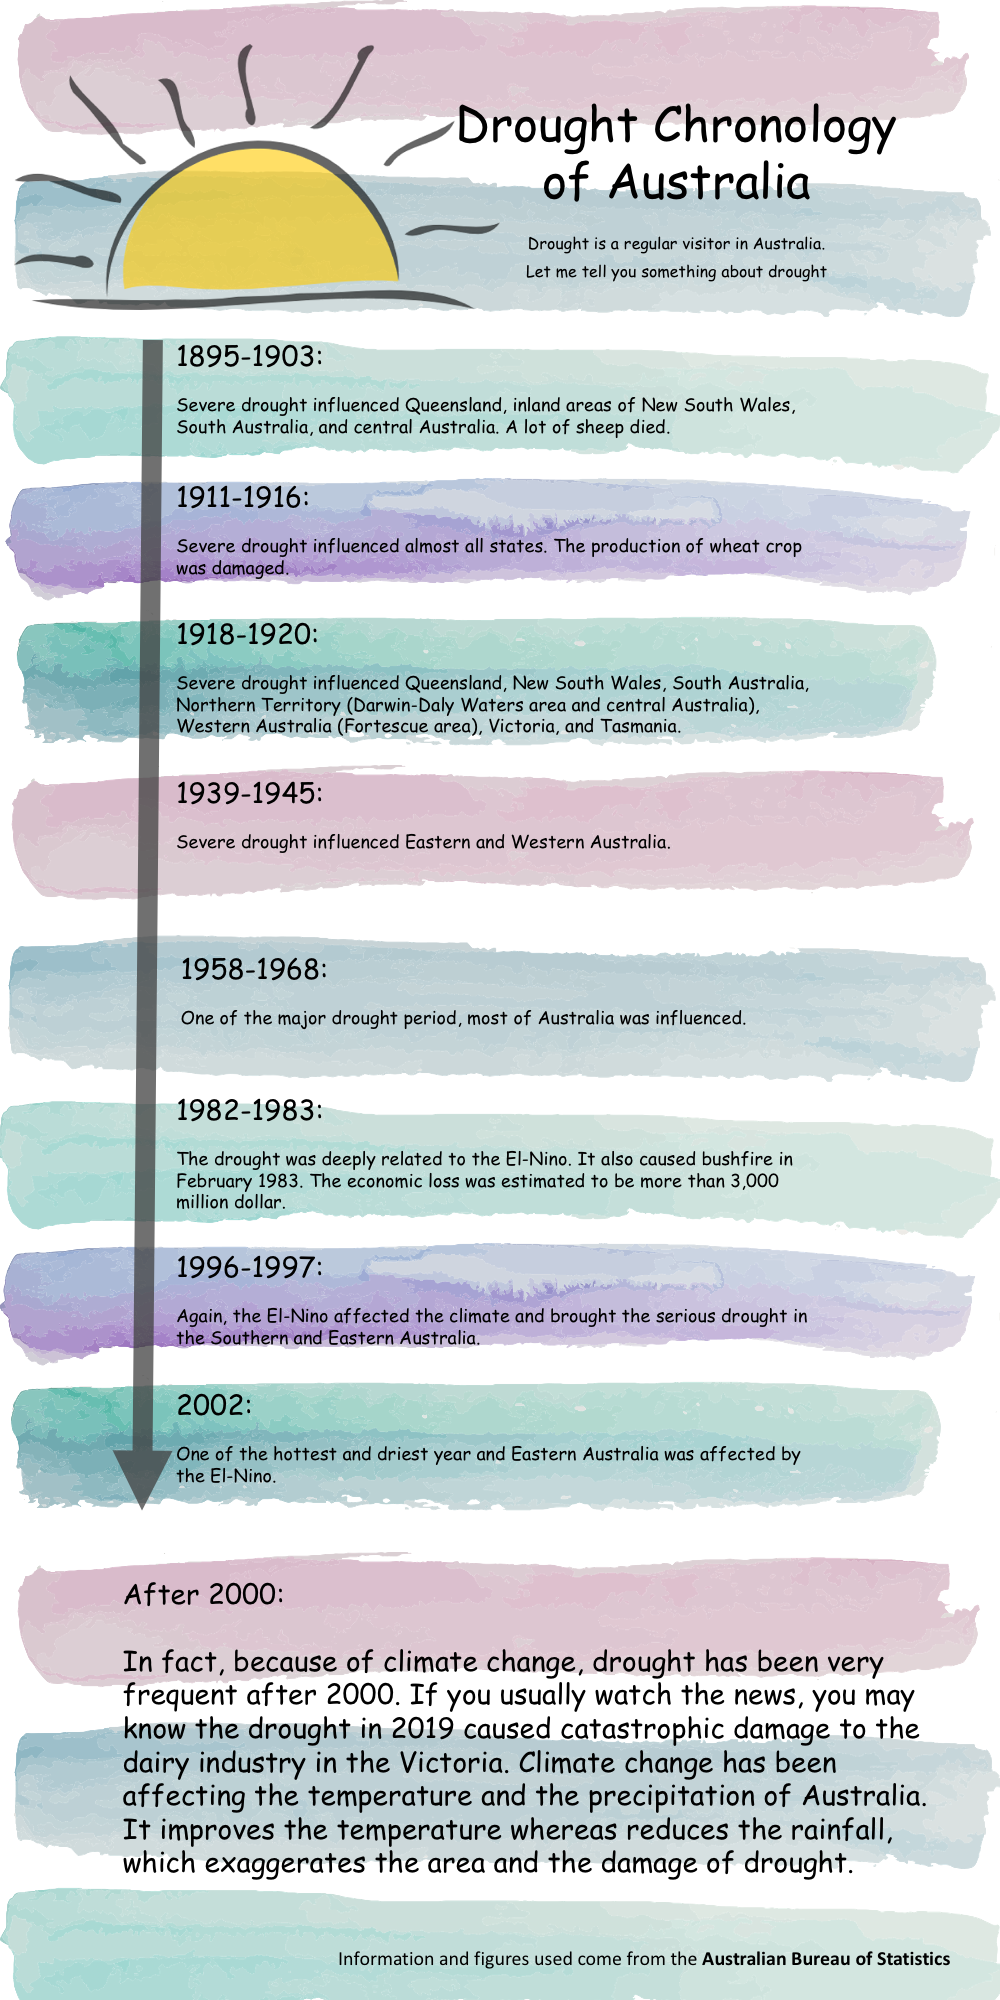 Drought Chronology
of Australia
Drought is a regular visitor in Australia.
Let me tell you something about drought
1895-1903:
Severe drought influenced Queensland, inland areas of New South Wales,
South Australia, and central Australia. A lot of sheep died.
1911-1916:
Severe drought influenced almost all states. The production of wheat crop
was damaged.
1918-1920:
Severe drought influenced Queensland, New South Wales, South Australia,
Northern Territory (Darwin-Daly Waters area and central Australia),
Western Australia (Fortescue area), Victoria, and Tasmania.
1939-1945:
Severe drought influenced Eastern and Western Australia.
1958-1968:
One of the major drought period, most of Australia was influenced.
1982-1983:
The drought was deeply related to the El-Nino. It also caused bushfire in
February 1983. The economic loss was estimated to be more than 3,000
million dollar.
1996-1997:
Again, the El-Nino affected the climate and brought the serious drought in
the Southern and Eastern Australia.
2002:
One of the hottest and driest year and Eastern Australia was affected by
the El-Nino.
After 2000:
In fact, because of climate change, drought has been very
frequent after 2000. If you usually watch the news, you may
know the drought in 2019 caused catastrophic damage to the
dairy industry in the Victoria. Climate change has been
affecting the temperature and the precipitation of Australia.
It improves the temperature whereas reduces the rainfall,
which exaggerates the area and the damage of drought.
Information and figures used come from the Australian Bureau of Statistics